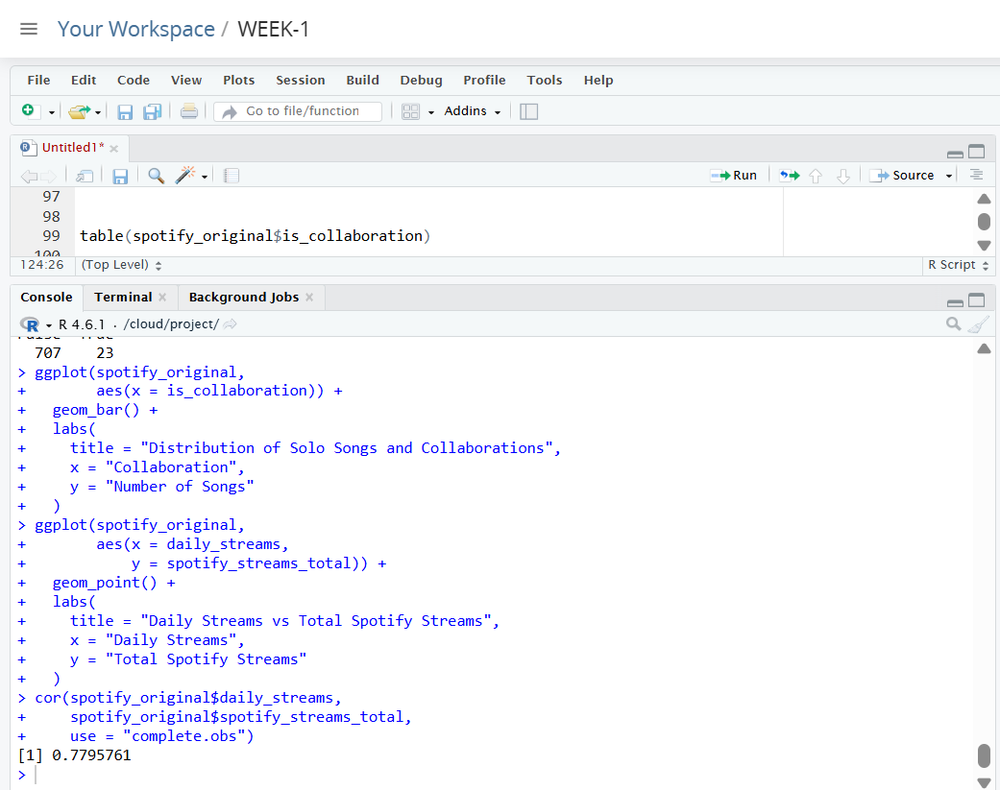 Your Workspace / WEEK-1
File Edit Code View Plots Session Build Debug Profile Tools Help
Go to file/function Addins
Untitled1*
Run Source
97
98
99 table(spotify_original$is_collaboration)
100
124:26 (Top Level) R Script
Console Terminal Background Jobs
R 4.6.1 · /cloud/project/
False True
707 23
> ggplot(spotify_original,
+ aes(x = is_collaboration)) +
+ geom_bar() +
+ labs(
+ title = "Distribution of Solo Songs and Collaborations",
+ x = "Collaboration",
+ y = "Number of Songs"
+ )
> ggplot(spotify_original,
+ aes(x = daily_streams,
+ y = spotify_streams_total)) +
+ geom_point() +
+ labs(
+ title = "Daily Streams vs Total Spotify Streams",
+ x = "Daily Streams",
+ y = "Total Spotify Streams"
+ )
> cor(spotify_original$daily_streams,
+ spotify_original$spotify_streams_total,
+ use = "complete.obs")
[1] 0.7795761
>